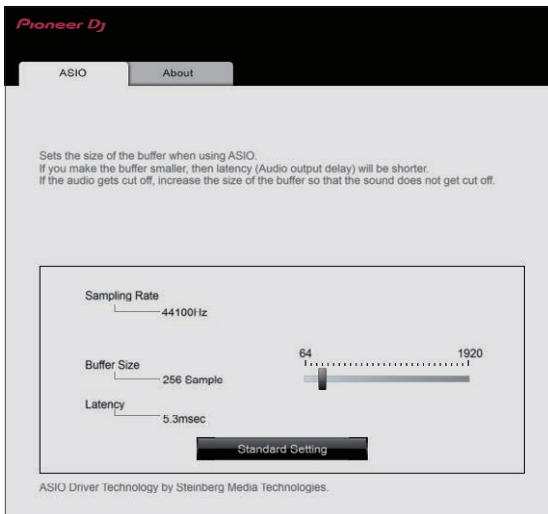 Pioneer Dj
ASIO About
Sets the size of the buffer when using ASIO.
If you make the buffer smaller, then latency (Audio output delay) will be shorter.
If the audio gets cut off, increase the size of the buffer so that the sound does not get cut off.
Sampling Rate
44100Hz
64 1920
Buffer Size
256 Sample
Latency
5.3msec
Standard Setting
ASIO Driver Technology by Steinberg Media Technologies.